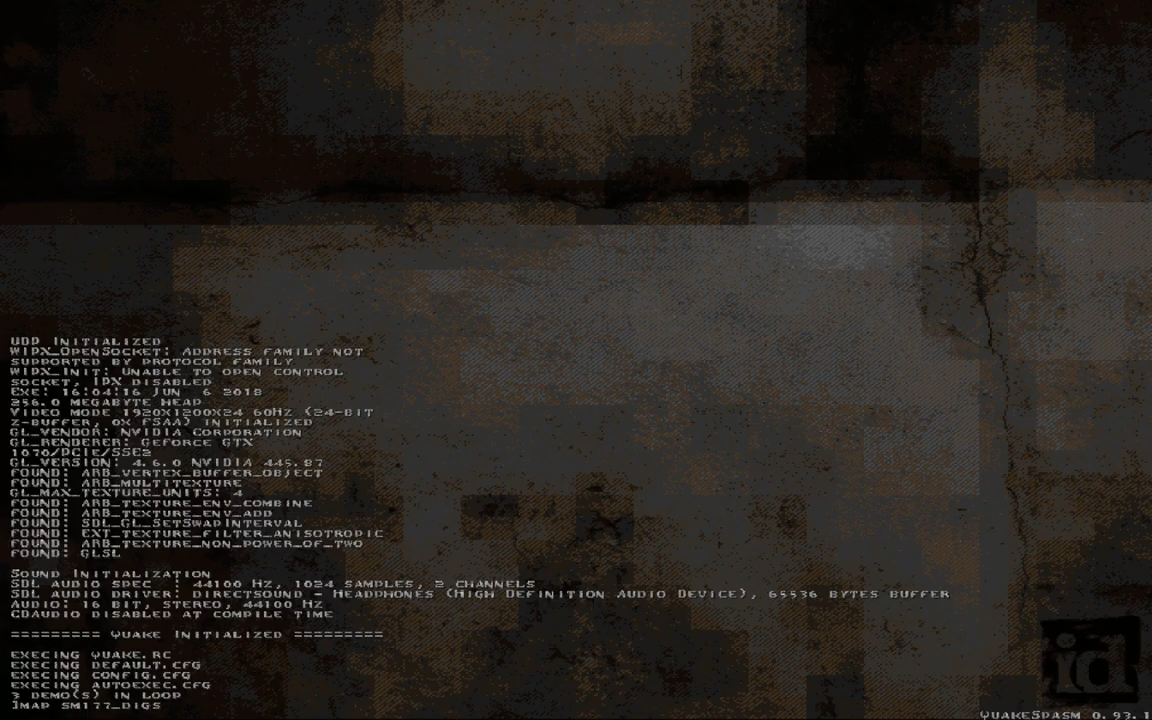 UDP Initialized
WIPX_OpenSocket: Address family not
supported by protocol family
WIPX_Init: Unable to open control
socket, IPX disabled
Exe: 16:04:16 Jun  6 2018
256.0 megabyte heap
Video mode 1920x1200x24 60Hz (24-bit
z-buffer, 0x FSAA) initialized
GL_VENDOR: NVIDIA Corporation
GL_RENDERER: GeForce GTX
1070/PCIe/SSE2
GL_VERSION: 4.6.0 NVIDIA 445.87
FOUND: ARB_vertex_buffer_object
FOUND: ARB_multitexture
GL_MAX_TEXTURE_UNITS: 4
FOUND: ARB_texture_env_combine
FOUND: ARB_texture_env_add
FOUND: SDL_GL_SetSwapInterval
FOUND: EXT_texture_filter_anisotropic
FOUND: ARB_texture_non_power_of_two
FOUND: GLSL
Sound Initialization
SDL audio spec  : 44100 Hz, 1024 samples, 2 channels
SDL audio driver: directsound - Headphones (High Definition Audio Device), 65536 bytes buffer
Audio: 16 bit, stereo, 44100 Hz
CDAudio disabled at compile time
========= Quake Initialized =========
execing quake.rc
execing default.cfg
execing config.cfg
execing autoexec.cfg
3 demo(s) in loop
]map sm177_digs
id
QuakeSpasm 0.93.1